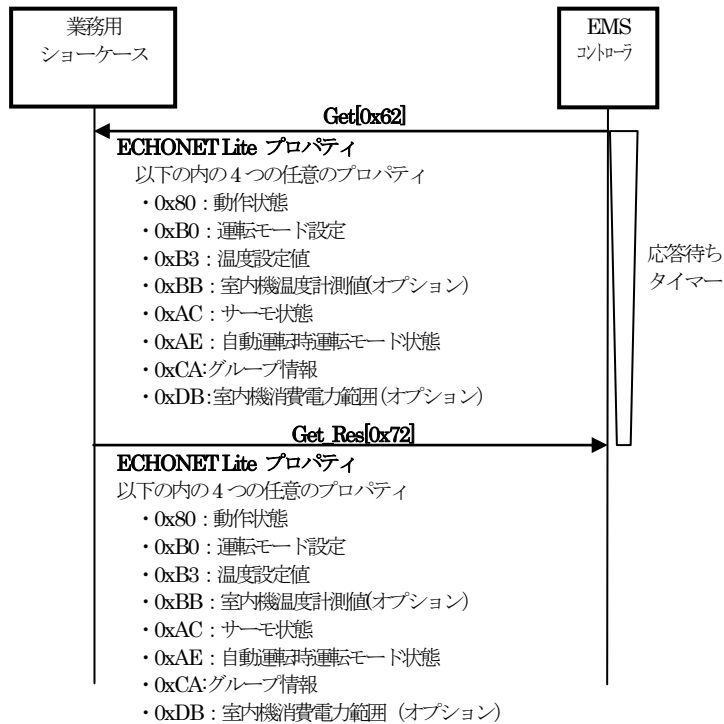 業務用
ショーケース
EMS
コントローラ
Get[0x62]
ECHONET Lite プロパティ
以下の内の4つの任意のプロパティ
・0x80：動作状態
・0xB0：運転モード設定
・0xB3：温度設定値
・0xBB：室内機温度計測値(オプション)
・0xAC：サーモ状態
・0xAE：自動運転時運転モード状態
・0xCA:グループ情報
・0xDB:室内機消費電力範囲(オプション)
応答待ち
タイマー
Get_Res[0x72]
ECHONET Lite プロパティ
以下の内の4つの任意のプロパティ
・0x80：動作状態
・0xB0：運転モード設定
・0xB3：温度設定値
・0xBB：室内機温度計測値(オプション)
・0xAC：サーモ状態
・0xAE：自動運転時運転モード状態
・0xCA:グループ情報
・0xDB：室内機消費電力範囲（オプション）